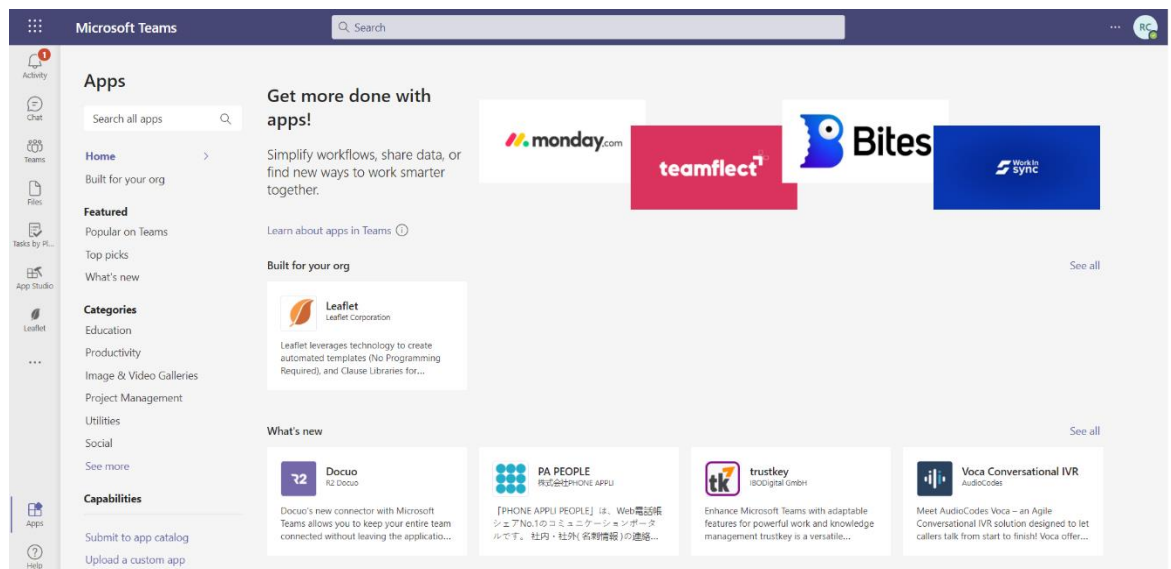 Microsoft Teams
Search
...
RC
1
Activity
Chat
Teams
Files
Tasks by Pl...
App Studio
Leaflet
...
Apps
Help
Apps
Search all apps
Home
Built for your org
Featured
Popular on Teams
Top picks
What's new
Categories
Education
Productivity
Image & Video Galleries
Project Management
Utilities
Social
See more
Capabilities
Submit to app catalog
Upload a custom app
Get more done with
apps!
Simplify workflows, share data, or
find new ways to work smarter
together.
Learn about apps in Teams
monday.com
teamflect
Bites
Work In
sync
Built for your org
See all
Leaflet
Leaflet Corporation
Leaflet leverages technology to create
automated templates (No Programming
Required), and Clause Libraries for...
What's new
See all
R2
Docuo
R2 Docuo
Docuo's new connector with Microsoft
Teams allows you to keep your entire team
connected without leaving the applicatio...
PA PEOPLE
株式会社PHONE APPLI
「PHONE APPLI PEOPLE」は、Web電話帳
シェアNo.1のコミュニケーションポータ
ルです。 社内・社外(名刺情報)の連絡...
tk
trustkey
IBODigital GmbH
Enhance Microsoft Teams with adaptable
features for powerful work and knowledge
management trustkey is a versatile...
Voca Conversational IVR
AudioCodes
Meet AudioCodes Voca – an Agile
Conversational IVR solution designed to let
callers talk from start to finish! Voca offer...